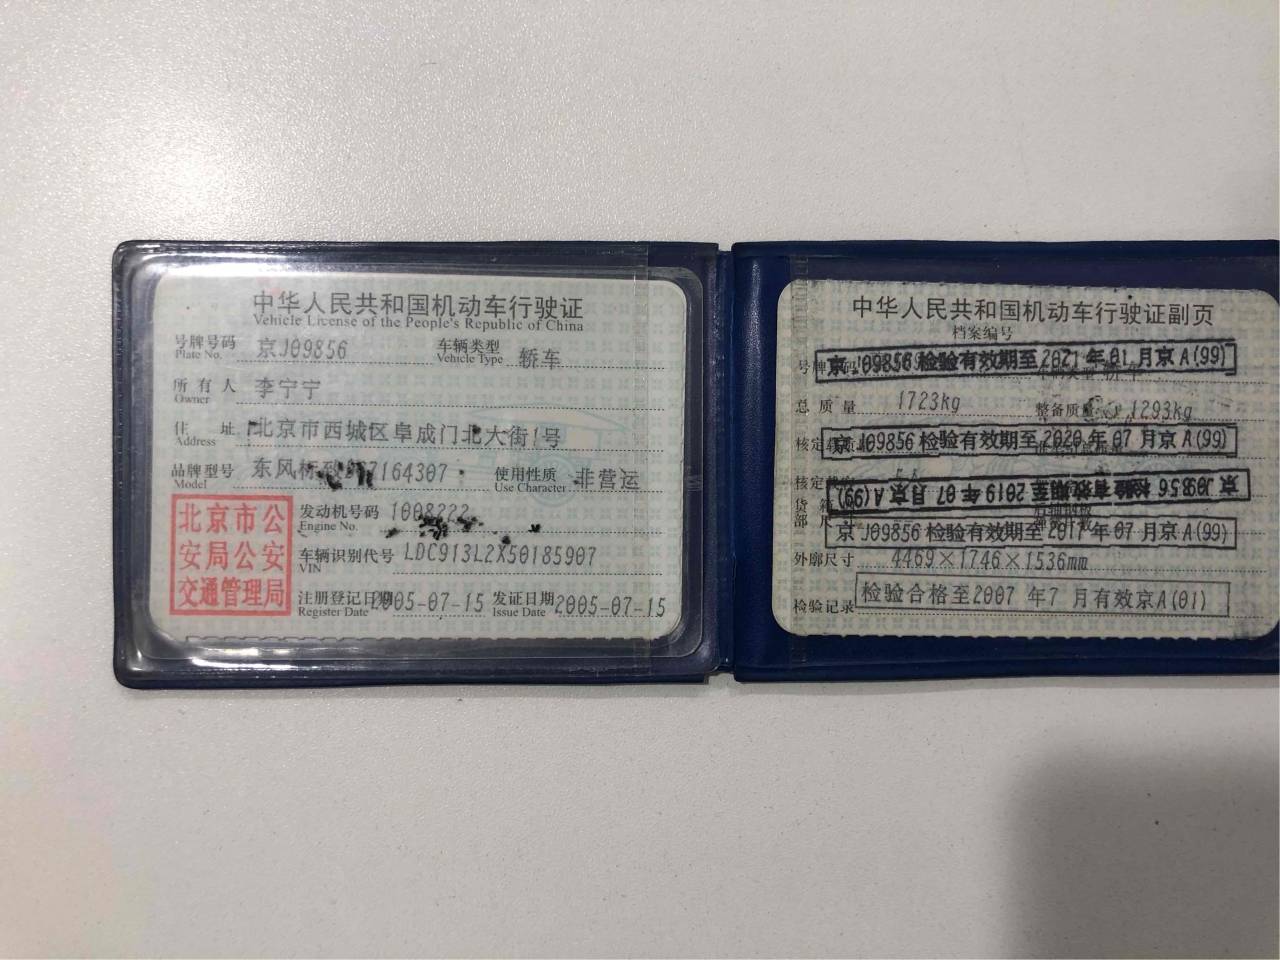 中华人民共和国机动车行驶证
Vehicle License of the People's Republic of China
号牌号码 京J09856 车辆类型 轿车
Plate No. Vehicle Type
所有人 李宁宁
Owner
住址 北京市西城区阜成门北大街1号
Address
品牌型号 东风标致 7164307 使用性质 非营运
Model Use Character
北京市公安局公安交通管理局
发动机号码 1008222
Engine No.
车辆识别代号 LDC913L2X50185907
VIN
注册登记日期 2005-07-15 发证日期 2005-07-15
Register Date Issue Date
中华人民共和国机动车行驶证副页
档案编号
号牌
京J09856检验有效期至2021年01月京A(99)
总质量 1723kg 整备质量 1293kg
核定
京J09856检验有效期至2020年07月京A(99)
核定
京J09856检验有效期至2019年07月京A(99)
货箱
部尺寸
京J09856检验有效期至2017年07月京A(99)
外廓尺寸 4469×1746×1536mm
检验记录 检验合格至2007年7月有效京A(01)